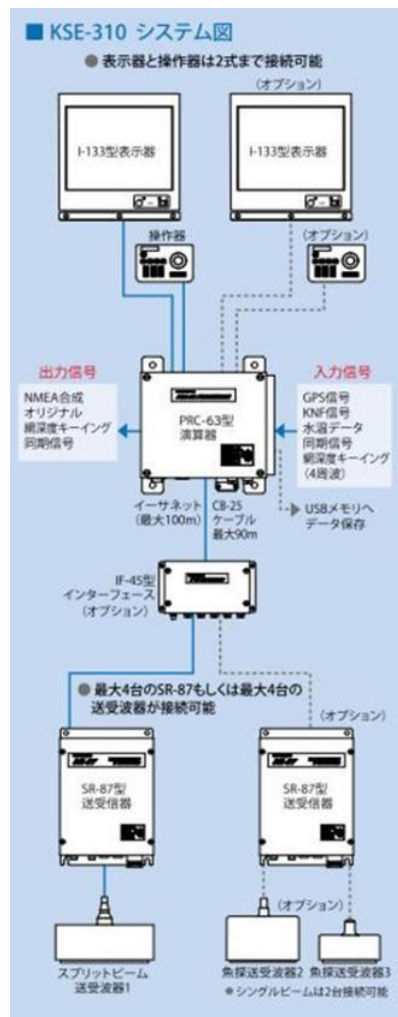 ■ KSE-310 システム図
● 表示器と操作器は2式まで接続可能
(オプション)
I-133型表示器
I-133型表示器
操作器
(オプション)
出力信号
NMEA合成
オリジナル
網深度キーイング
同期信号
PRC-63型
演算器
入力信号
GPS信号
KNF信号
水温データ
同期信号
網深度キーイング
(4周波)
イーサネット
(最大100m)
CB-25
ケーブル
最大90m
USBメモリへ
データ保存
IF-45型
インターフェース
(オプション)
● 最大4台のSR-87もしくは最大4台の
送受波器が接続可能
(オプション)
SR-87型
送受信器
SR-87型
送受信器
(オプション)
スプリットビーム
送受波器1
魚探送受波器2
魚探送受波器3
※シングルビームは2台接続可能